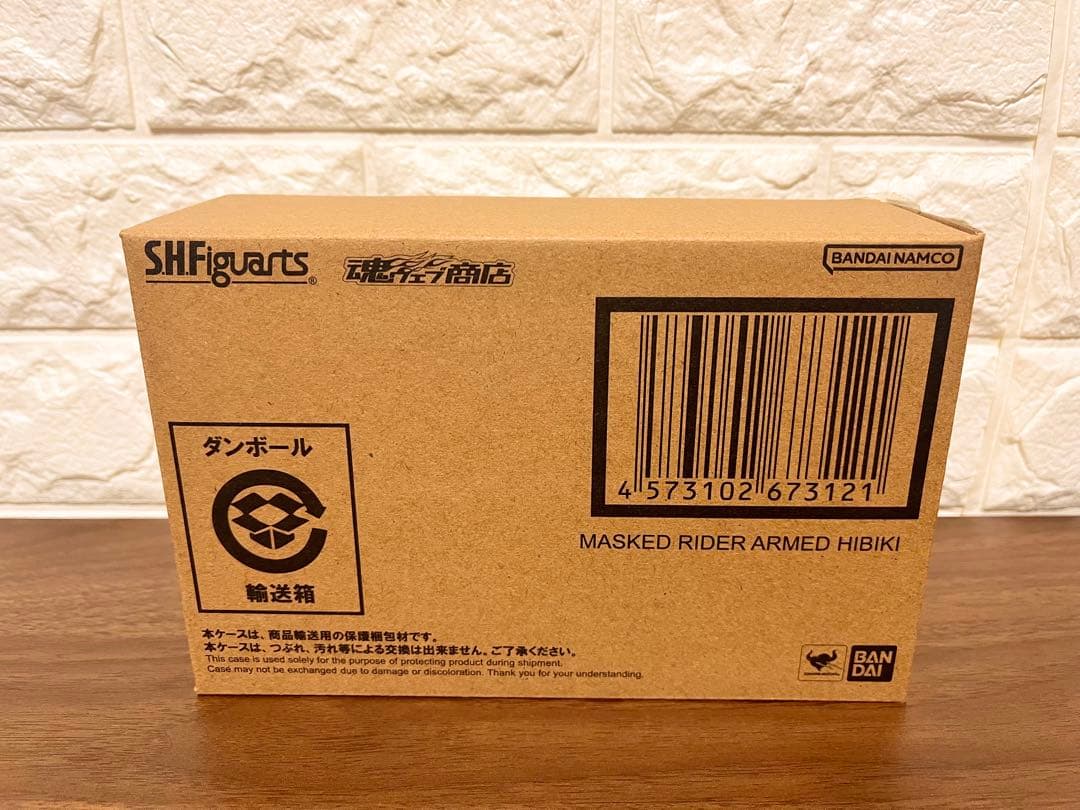 S.H.Figuarts®
魂ウェブ商店
BANDAI NAMCO
4 573102 673121
MASKED RIDER ARMED HIBIKI
ダンボール
輸送箱
本ケースは、商品輸送用の保護梱包材です。
本ケースは、つぶれ、汚れ等による交換は出来ません。ご了承ください。
This case is used solely for the purpose of protecting product during shipment.
Case may not be exchanged due to damage or discoloration. Thank you for your understanding.
BAN
DAI